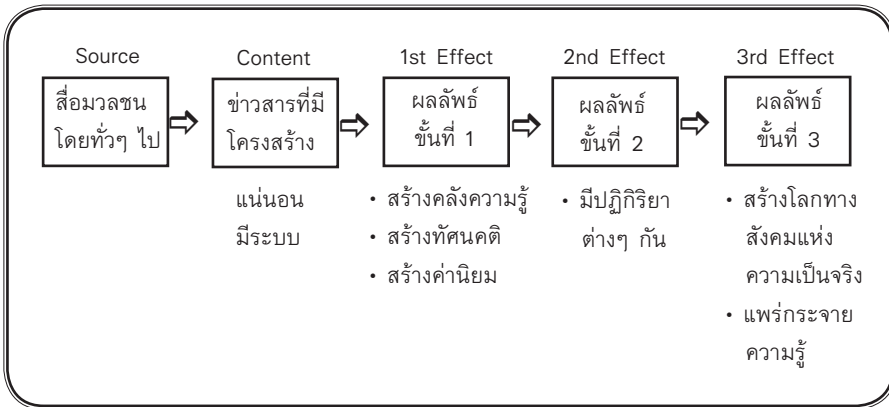 Source
สื่อมวลชน
โดยทั่วๆ ไป
Content
ข่าวสารที่มี
โครงสร้าง
แน่นอน
มีระบบ
1st Effect
ผลลัพธ์
ขั้นที่ 1
• สร้างคลังความรู้
• สร้างทัศนคติ
• สร้างค่านิยม
2nd Effect
ผลลัพธ์
ขั้นที่ 2
• มีปฏิกิริยา
ต่างๆ กัน
3rd Effect
ผลลัพธ์
ขั้นที่ 3
• สร้างโลกทาง
สังคมแห่ง
ความเป็นจริง
• แพร่กระจาย
ความรู้